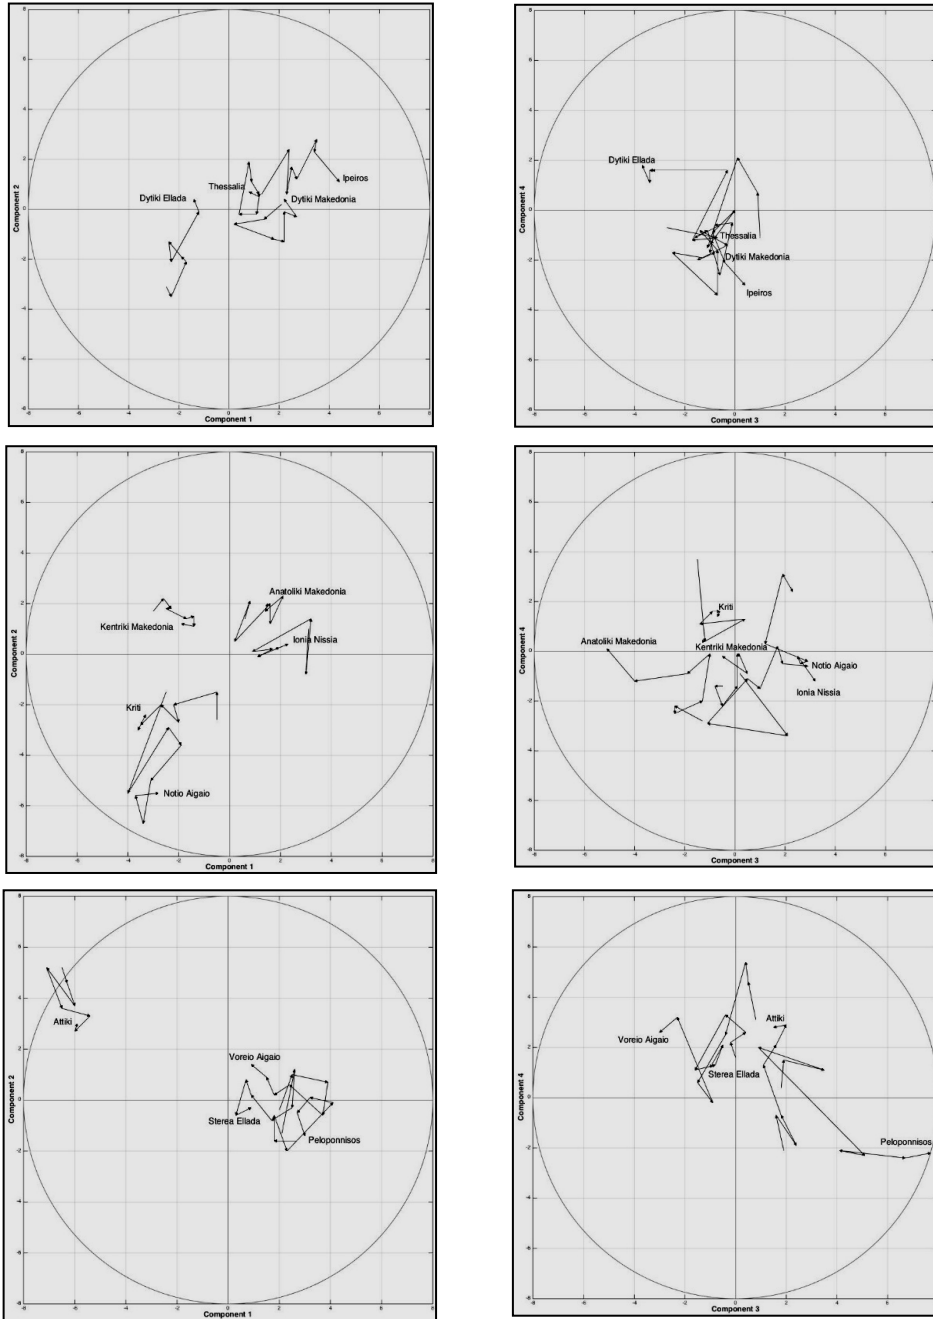 Component 2
Ipeiros
Thessalia
Dytiki Ellada
Dytiki Makedonia
Component 1
Component 4
Dytiki Ellada
Thessalia
Dytiki Makedonia
Ipeiros
Component 3
Component 2
Anatoliki Makedonia
Kentriki Makedonia
Ionia Nissia
Kriti
Notio Aigaio
Component 1
Component 4
Kriti
Anatoliki Makedonia
Kentriki Makedonia
Notio Aigaio
Ionia Nissia
Component 3
Component 2
Attiki
Voreio Aigaio
Sterea Ellada
Peloponnisos
Component 1
Component 4
Attiki
Voreio Aigaio
Sterea Ellada
Peloponnisos
Component 3